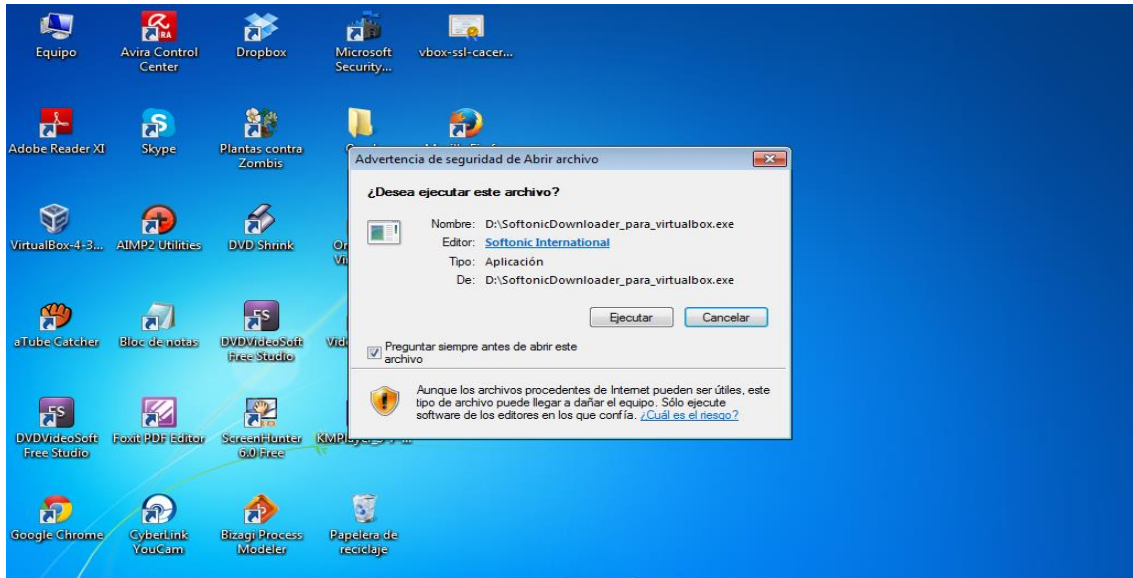 Equipo
Avira Control
Center
Dropbox
Microsoft
Security...
vbox-ssl-cacer...
Adobe Reader XI
Skype
Plantas contra
Zombis
VirtualBox-4-3...
AIMP2 Utilities
DVD Shrink
aTube Catcher
Bloc de notas
DVDVideoSoft
Free Studio
DVDVideoSoft
Free Studio
Foxit PDF Editor
ScreenHunter
6.0 Free
Google Chrome
CyberLink
YouCam
Bizagi Process
Modeler
Papelera de
reciclaje
Advertencia de seguridad de Abrir archivo
¿Desea ejecutar este archivo?
Nombre: D:\SoftonicDownloader_para_virtualbox.exe
Editor: Softonic International
Tipo: Aplicación
De: D:\SoftonicDownloader_para_virtualbox.exe
Ejecutar
Cancelar
Preguntar siempre antes de abrir este
archivo
Aunque los archivos procedentes de Internet pueden ser útiles, este
tipo de archivo puede llegar a dañar el equipo. Sólo ejecute
software de los editores en los que confía. ¿Cuál es el riesgo?